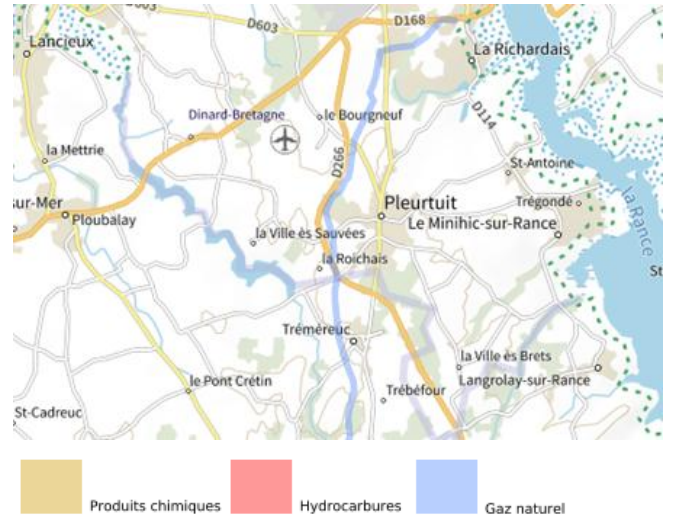 D603
D603
D168
Lancieux
La Richardais
Dinard-Bretagne
le Bourgneuf
D114
la Mettrie
D266
St-Antoine
sur-Mer
Ploubalay
Pleurtuit
Trégondé
Le Minihic-sur-Rance
la Rance
la Ville ès Sauvées
la Roichais
St
Tréméreuc
la Ville ès Brets
le Pont Crétin
Langrolay-sur-Rance
Trébéfour
St-Cadreuc
Produits chimiques
Hydrocarbures
Gaz naturel